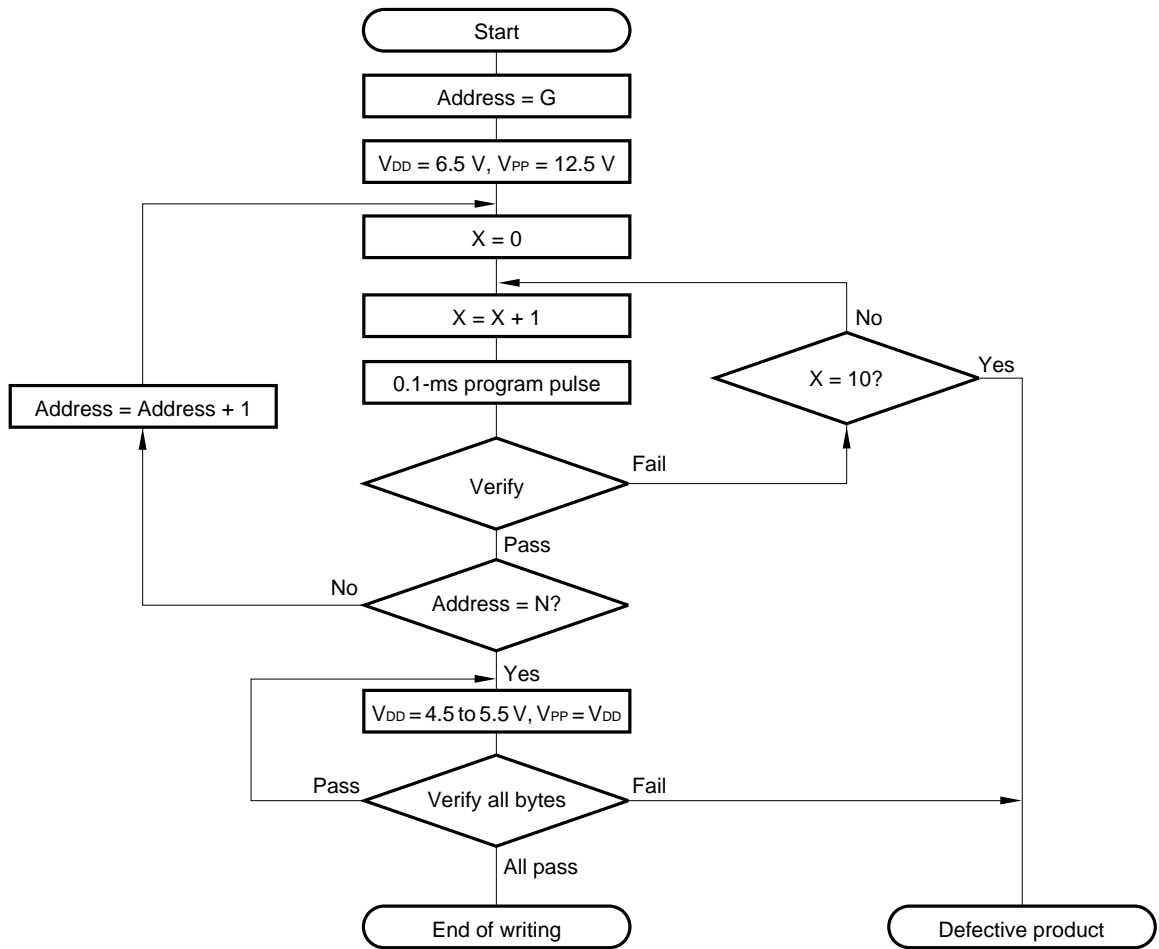 Start
Address = G
VDD = 6.5 V, VPP = 12.5 V
X = 0
X = X + 1
No
0.1-ms program pulse
X = 10?
Yes
Address = Address + 1
Verify
Fail
Pass
No
Address = N?
Yes
VDD = 4.5 to 5.5 V, VPP = VDD
Pass
Verify all bytes
Fail
All pass
End of writing
Defective product